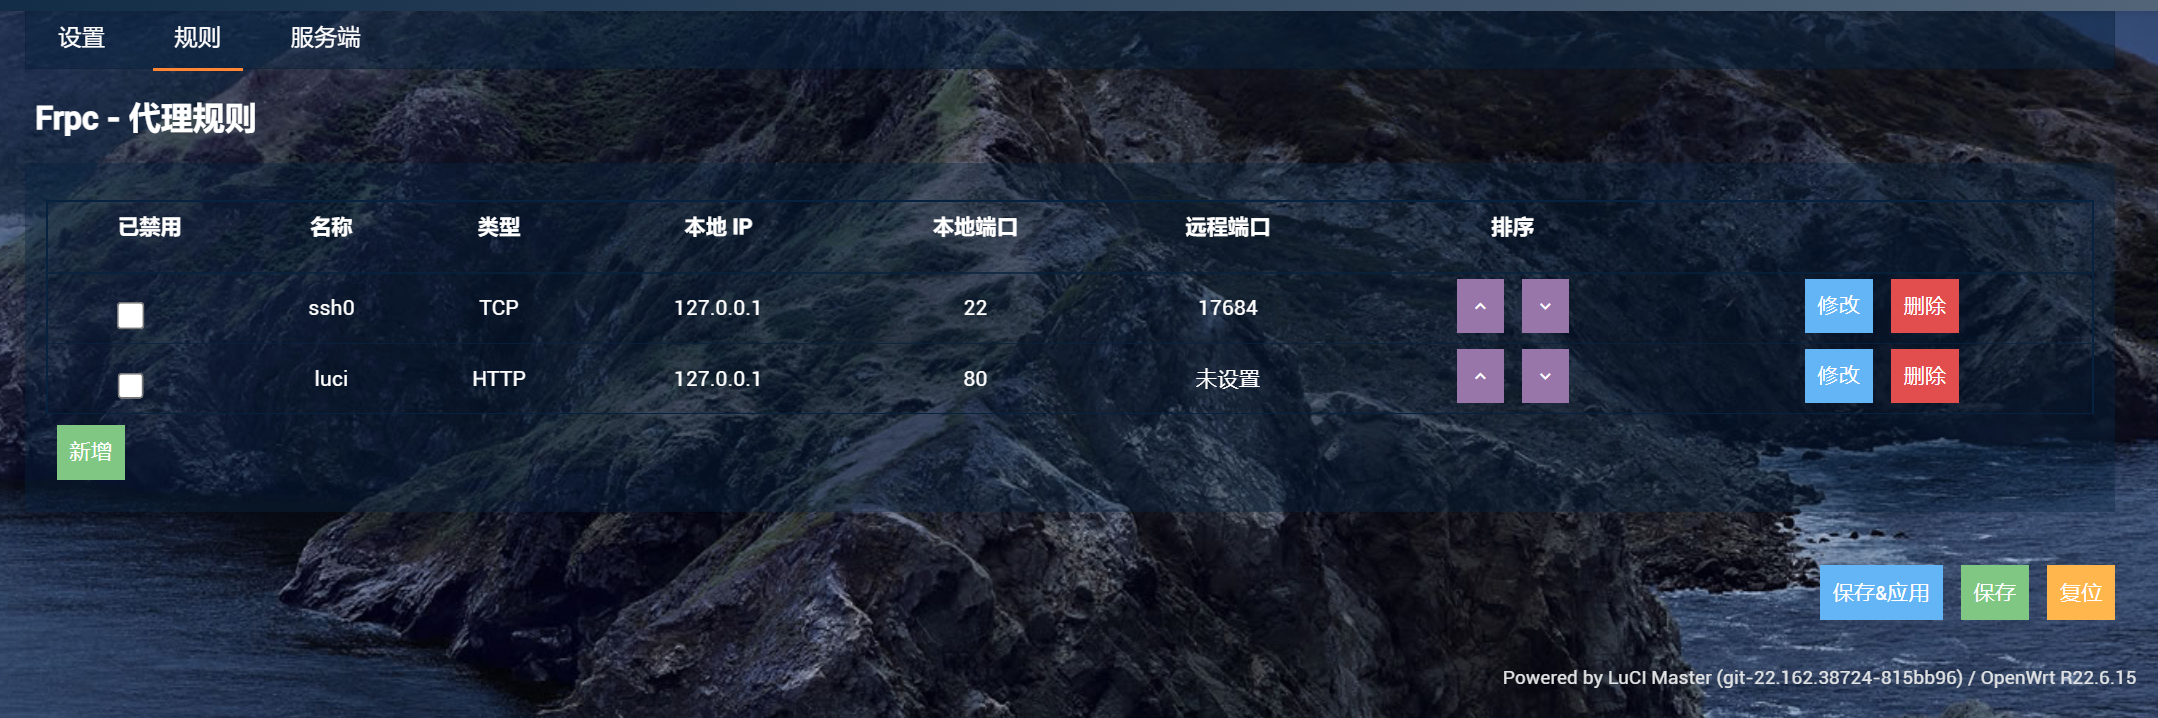 设置 规则 服务端
Frpc - 代理规则
已禁用 名称 类型 本地 IP 本地端口 远程端口 排序
ssh0 TCP 127.0.0.1 22 17684 修改 删除
luci HTTP 127.0.0.1 80 未设置 修改 删除
新增
保存&应用 保存 复位
Powered by LuCI Master (git-22.162.38724-815bb96) / OpenWrt R22.6.15